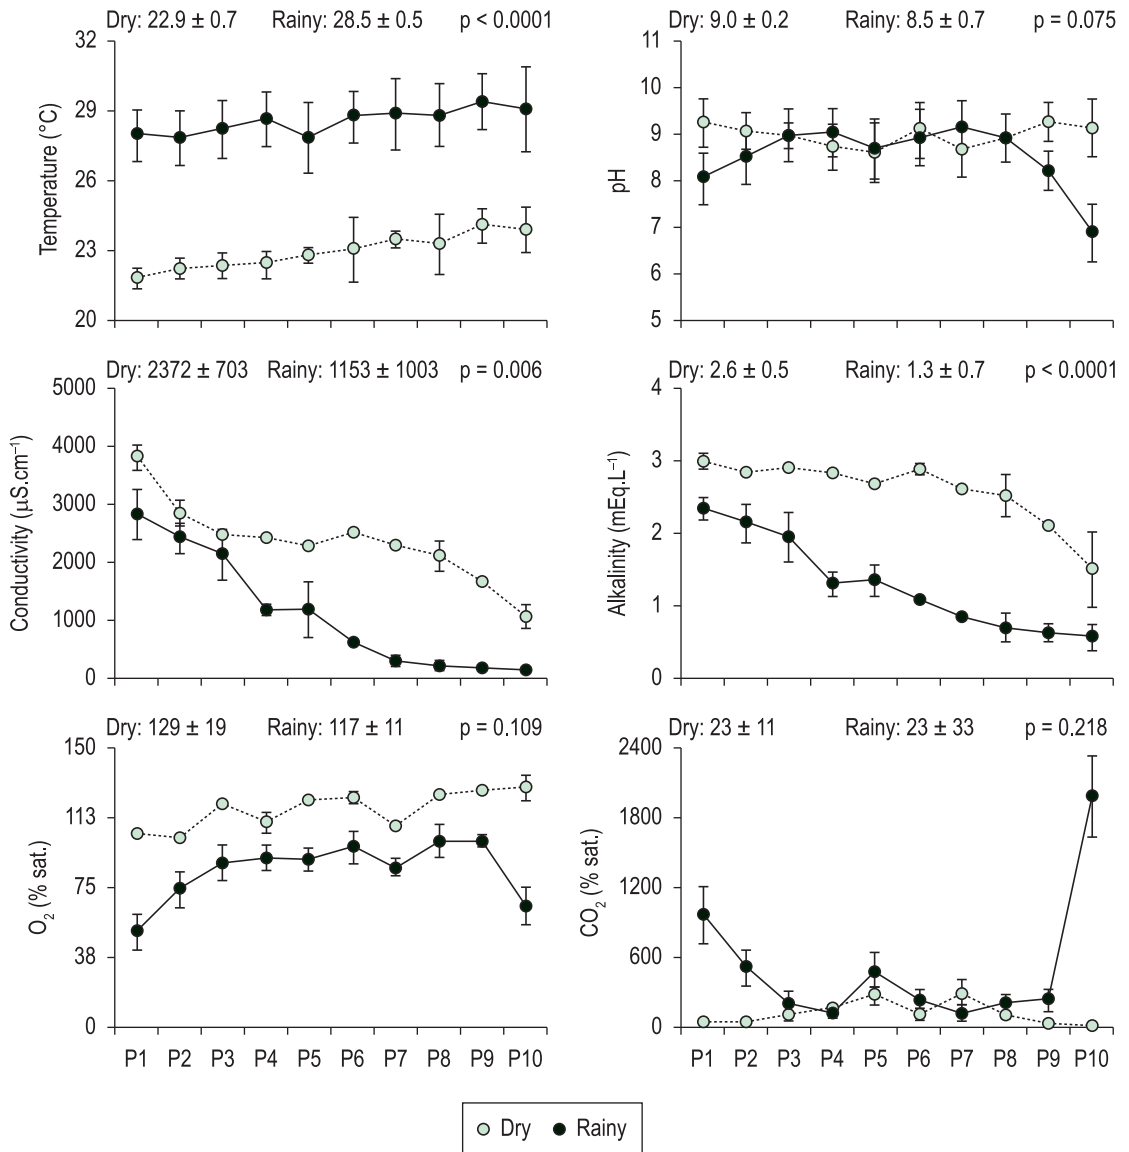 Dry: 22.9 ± 0.7 Rainy: 28.5 ± 0.5 p < 0.0001
32
29
26
23
20
Temperature (°C)
Dry: 9.0 ± 0.2 Rainy: 8.5 ± 0.7 p = 0.075
11
10
9
8
7
6
5
pH
Dry: 2372 ± 703 Rainy: 1153 ± 1003 p = 0.006
5000
4000
3000
2000
1000
0
Conductivity (μS.cm⁻¹)
Dry: 2.6 ± 0.5 Rainy: 1.3 ± 0.7 p < 0.0001
4
3
2
1
0
Alkalinity (mEq.L⁻¹)
Dry: 129 ± 19 Rainy: 117 ± 11 p = 0.109
150
113
75
38
0
O₂ (% sat.)
P1 P2 P3 P4 P5 P6 P7 P8 P9 P10
Dry: 23 ± 11 Rainy: 23 ± 33 p = 0.218
2400
1800
1200
600
0
CO₂ (% sat.)
P1 P2 P3 P4 P5 P6 P7 P8 P9 P10
Dry Rainy